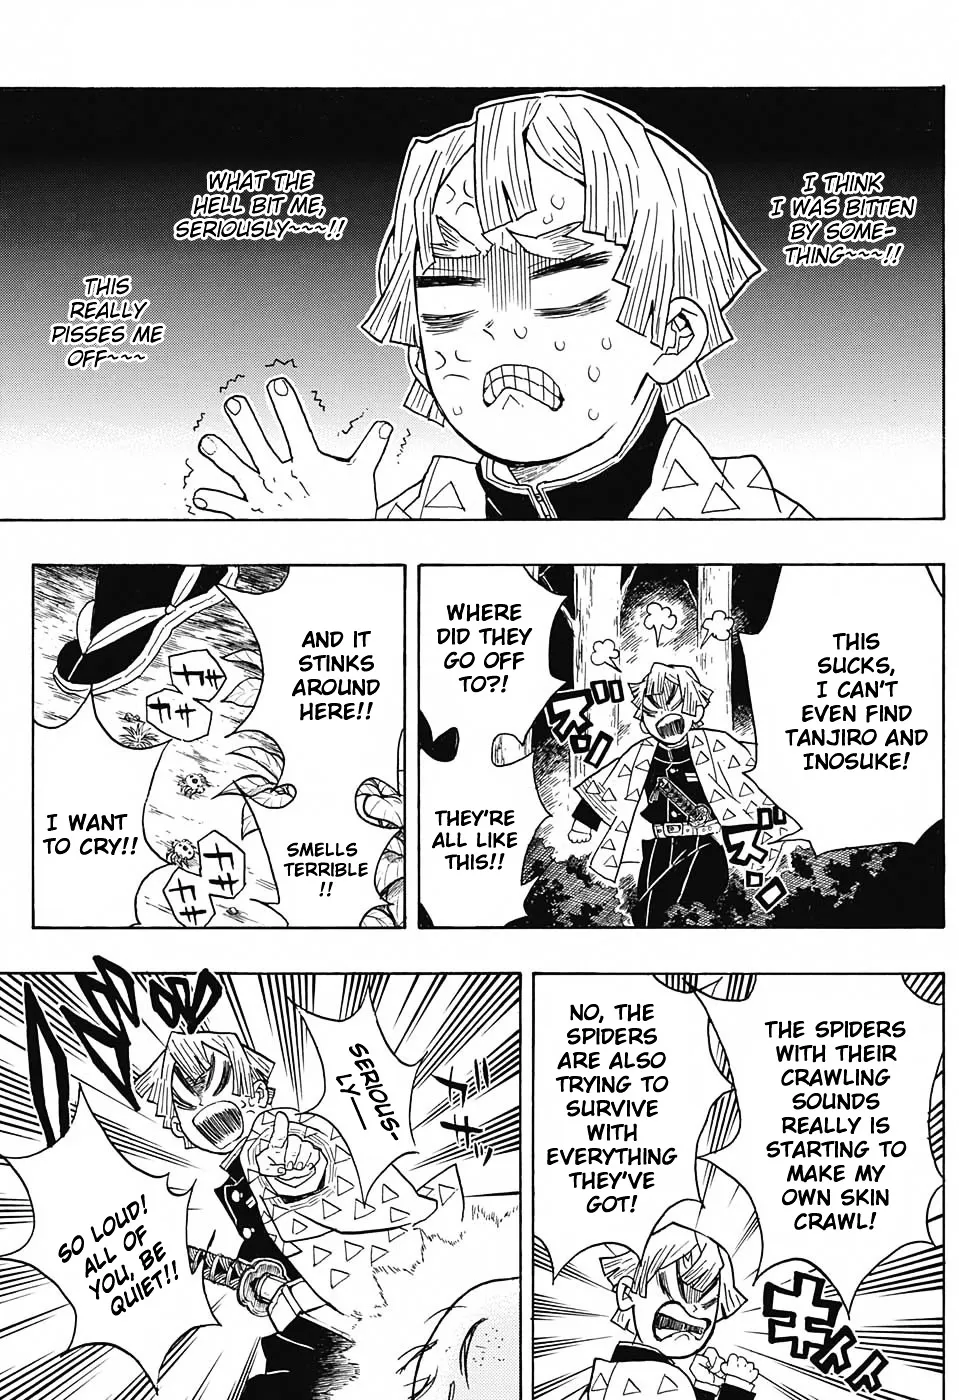 I THINK
I WAS BITTEN
BY SOME-
THING~~~!!
WHAT THE
HELL BIT ME,
SERIOUSLY~~~!!
THIS
REALLY
PISSES ME
OFF~~~
THIS
SUCKS,
I CAN'T
EVEN FIND
TANJIRO AND
INOSUKE!
WHERE
DID THEY
GO OFF
TO?!
THEY'RE
ALL LIKE
THIS!!
AND IT
STINKS
AROUND
HERE!!
SMELLS
TERRIBLE
!!
I WANT
TO CRY!!
THE SPIDERS
WITH THEIR
CRAWLING
SOUNDS
REALLY IS
STARTING TO
MAKE MY
OWN SKIN
CRAWL!
NO, THE
SPIDERS
ARE ALSO
TRYING TO
SURVIVE
WITH
EVERYTHING
THEY'VE
GOT!
SERIOUS-
LY——
SO LOUD!
ALL OF
YOU, BE
QUIET!!